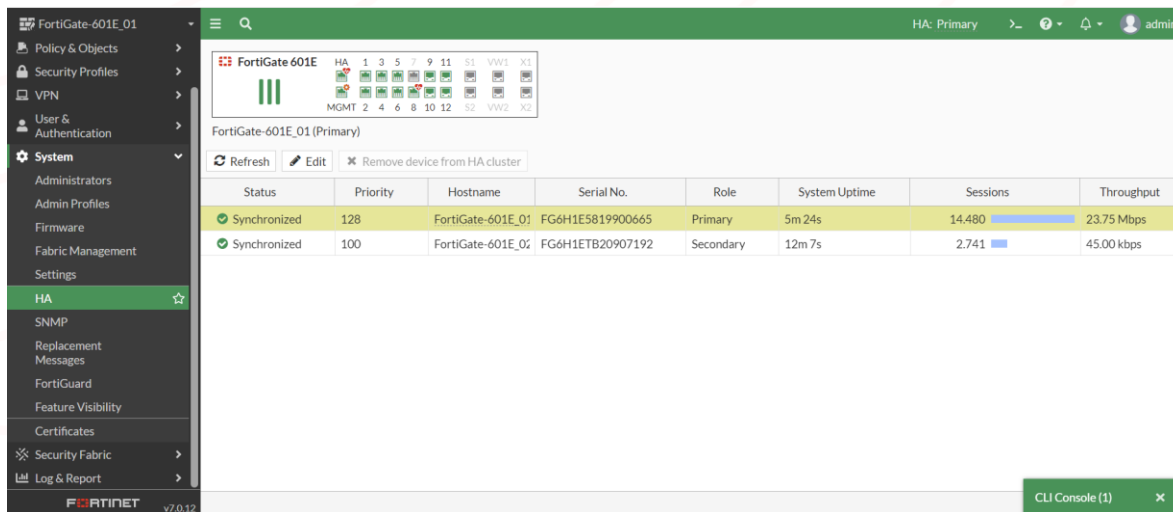 FortiGate-601E_01
HA: Primary
>_
admin
Policy & Objects
Security Profiles
VPN
User &
Authentication
System
Administrators
Admin Profiles
Firmware
Fabric Management
Settings
HA
SNMP
Replacement
Messages
FortiGuard
Feature Visibility
Certificates
Security Fabric
Log & Report
FORTINET
v7.0.12
FortiGate 601E
HA 1 3 5 7 9 11 S1 VW1 X1
MGMT 2 4 6 8 10 12 S2 VW2 X2
FortiGate-601E_01 (Primary)
Refresh Edit Remove device from HA cluster
Status Priority Hostname Serial No. Role System Uptime Sessions Throughput
Synchronized 128 FortiGate-601E_01 FG6H1E5819900665 Primary 5m 24s 14.480 23.75 Mbps
Synchronized 100 FortiGate-601E_02 FG6H1ETB20907192 Secondary 12m 7s 2.741 45.00 kbps
CLI Console (1)